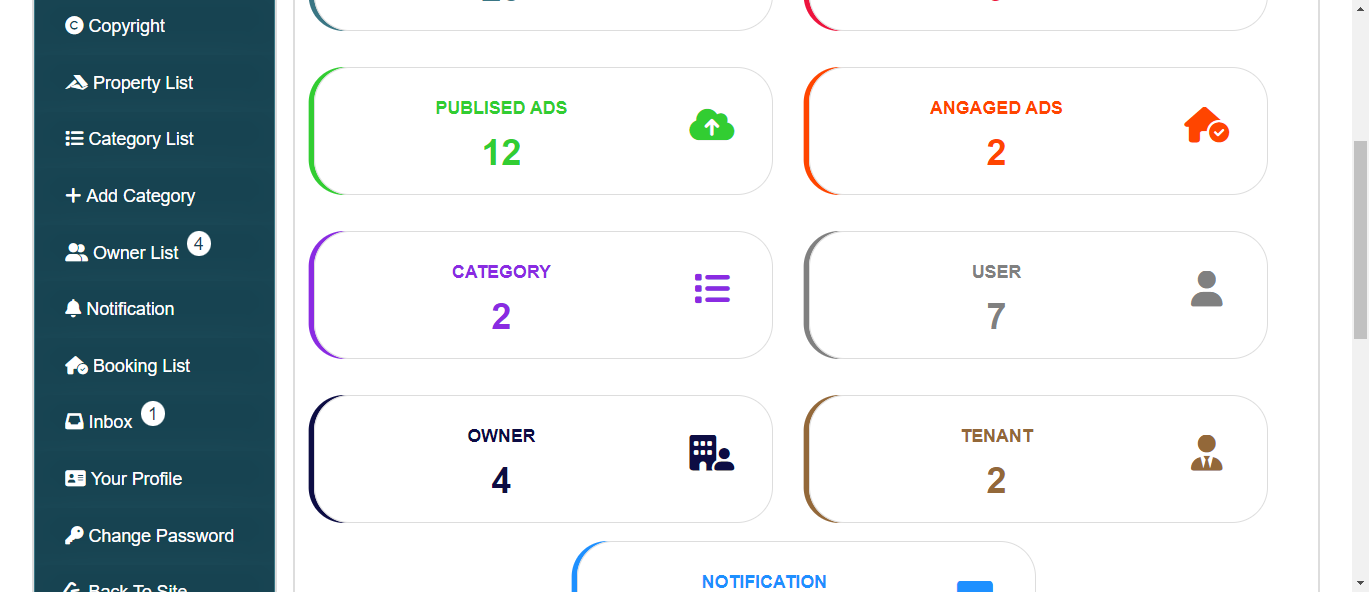 Copyright
Property List
Category List
Add Category
Owner List 4
Notification
Booking List
Inbox 1
Your Profile
Change Password
Back To Site
PUBLISED ADS
12
ANGAGED ADS
2
CATEGORY
2
USER
7
OWNER
4
TENANT
2
NOTIFICATION